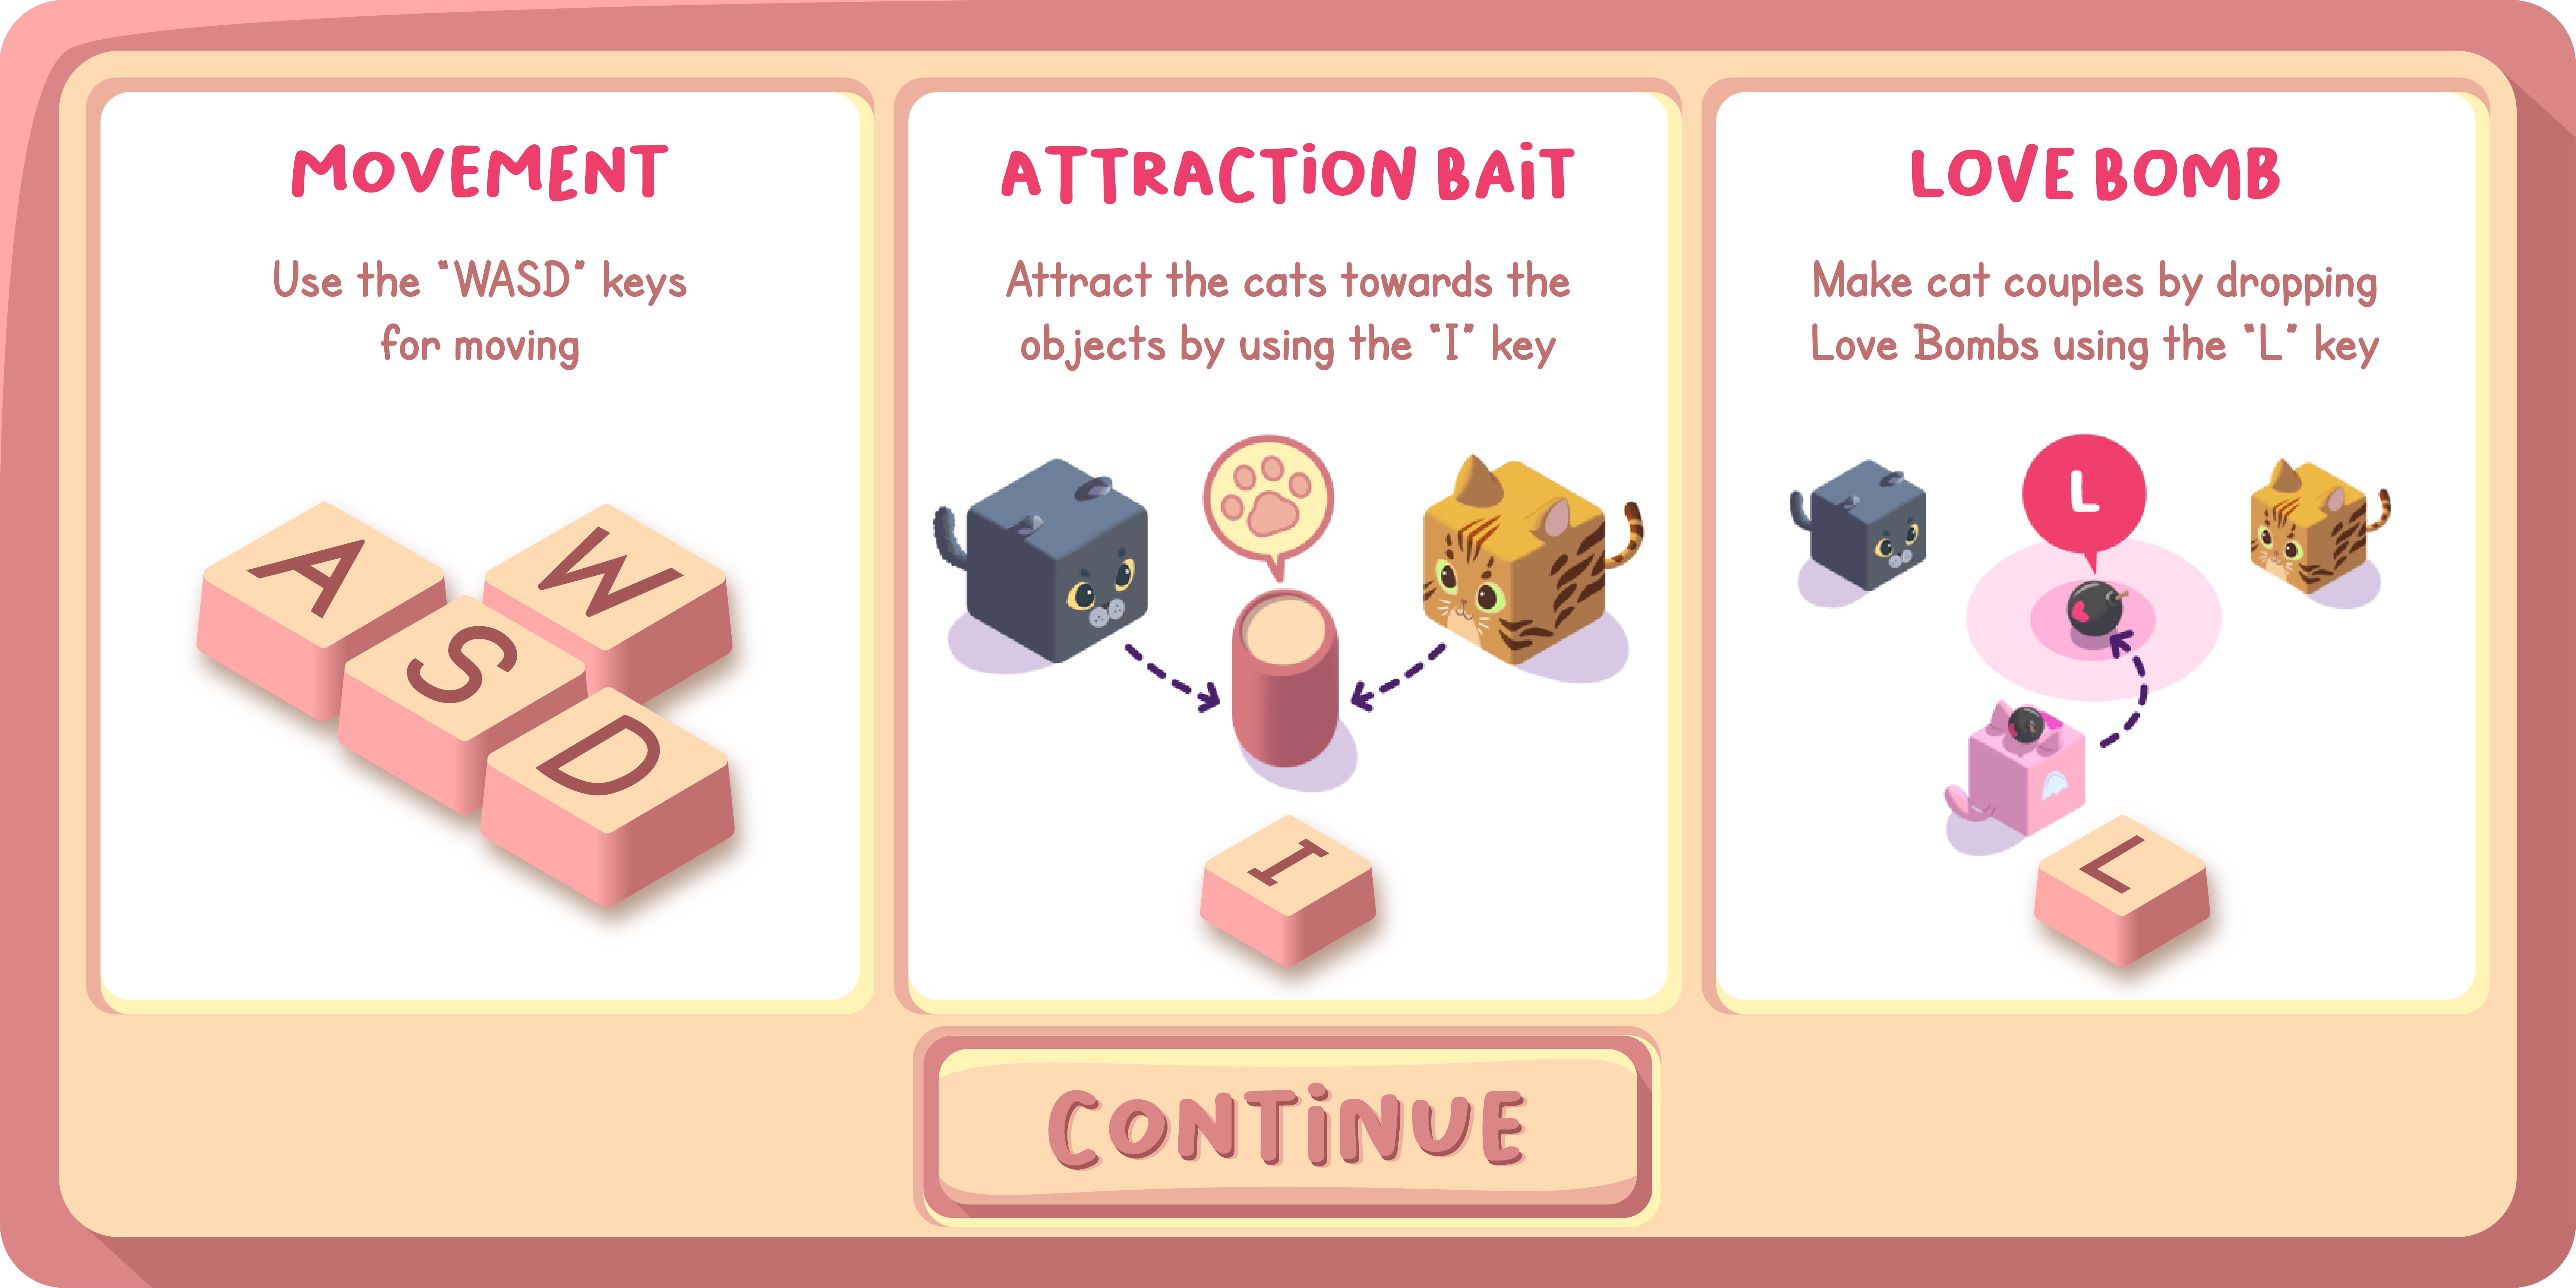 MOVEMENT
Use the "WASD" keys
for moving
A
W
S
D
ATTRACTiON BAiT
Attract the cats towards the
objects by using the "I" key
I
LOVE BOMB
Make cat couples by dropping
Love Bombs using the "L" key
L
L
CONTiNUE